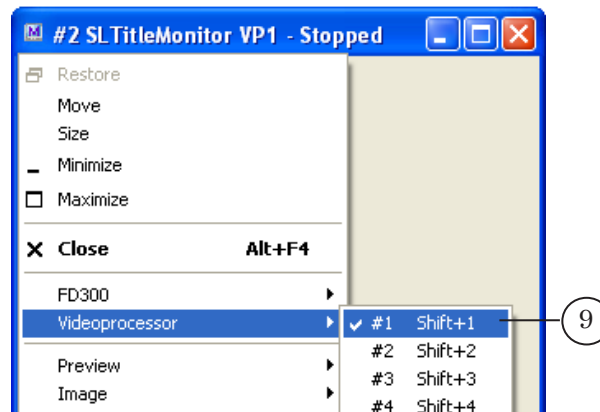 #2 SLTitleMonitor VP1 - Stopped
Restore
Move
Size
Minimize
Maximize
Close Alt+F4
FD300
Videoprocessor
#1 Shift+1
9
#2 Shift+2
Preview
#3 Shift+3
Image
#4 Shift+4